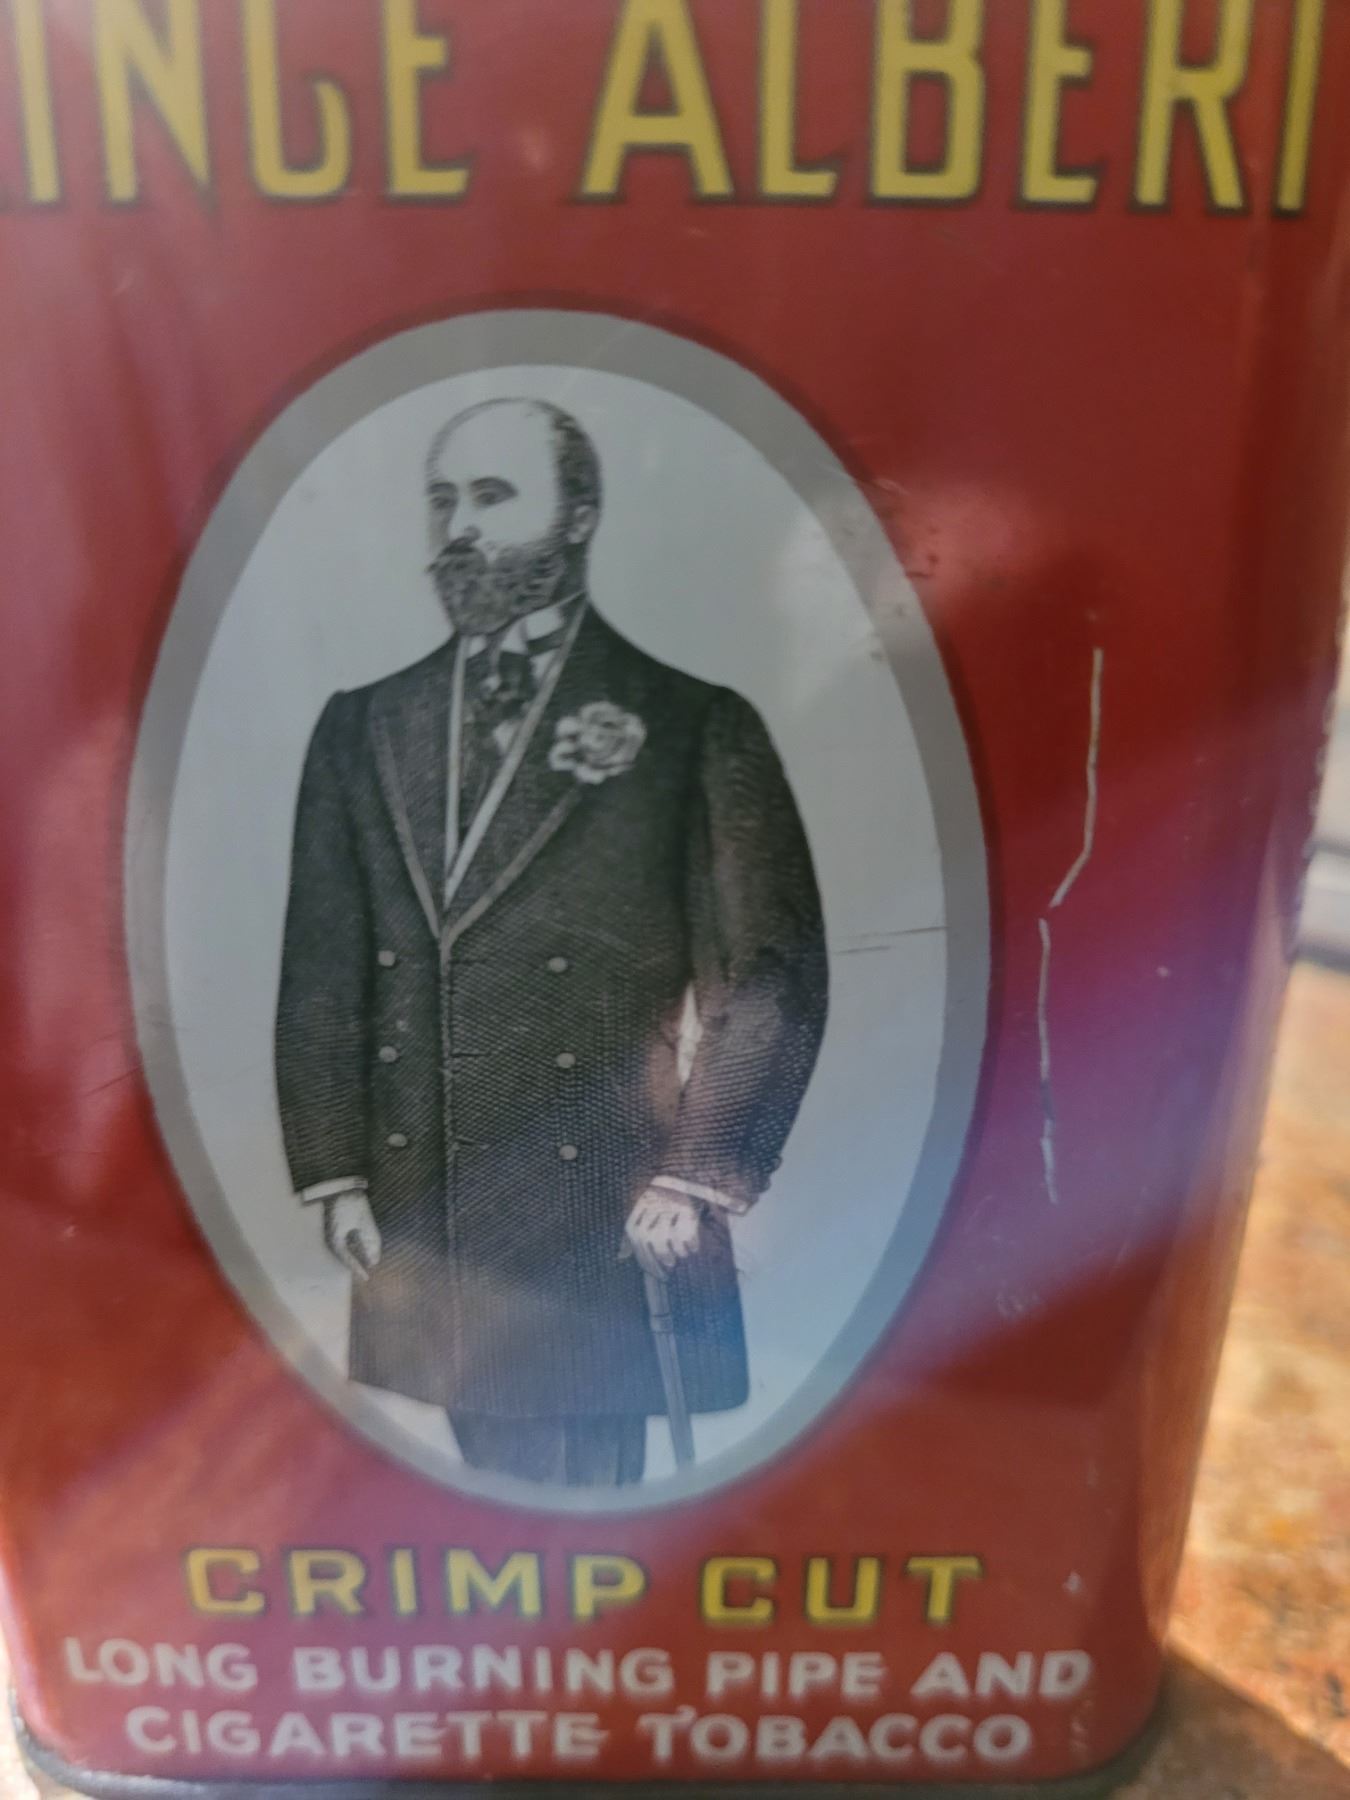 INCE ALBERT
CRIMP CUT
LONG BURNING PIPE AND
CIGARETTE TOBACCO